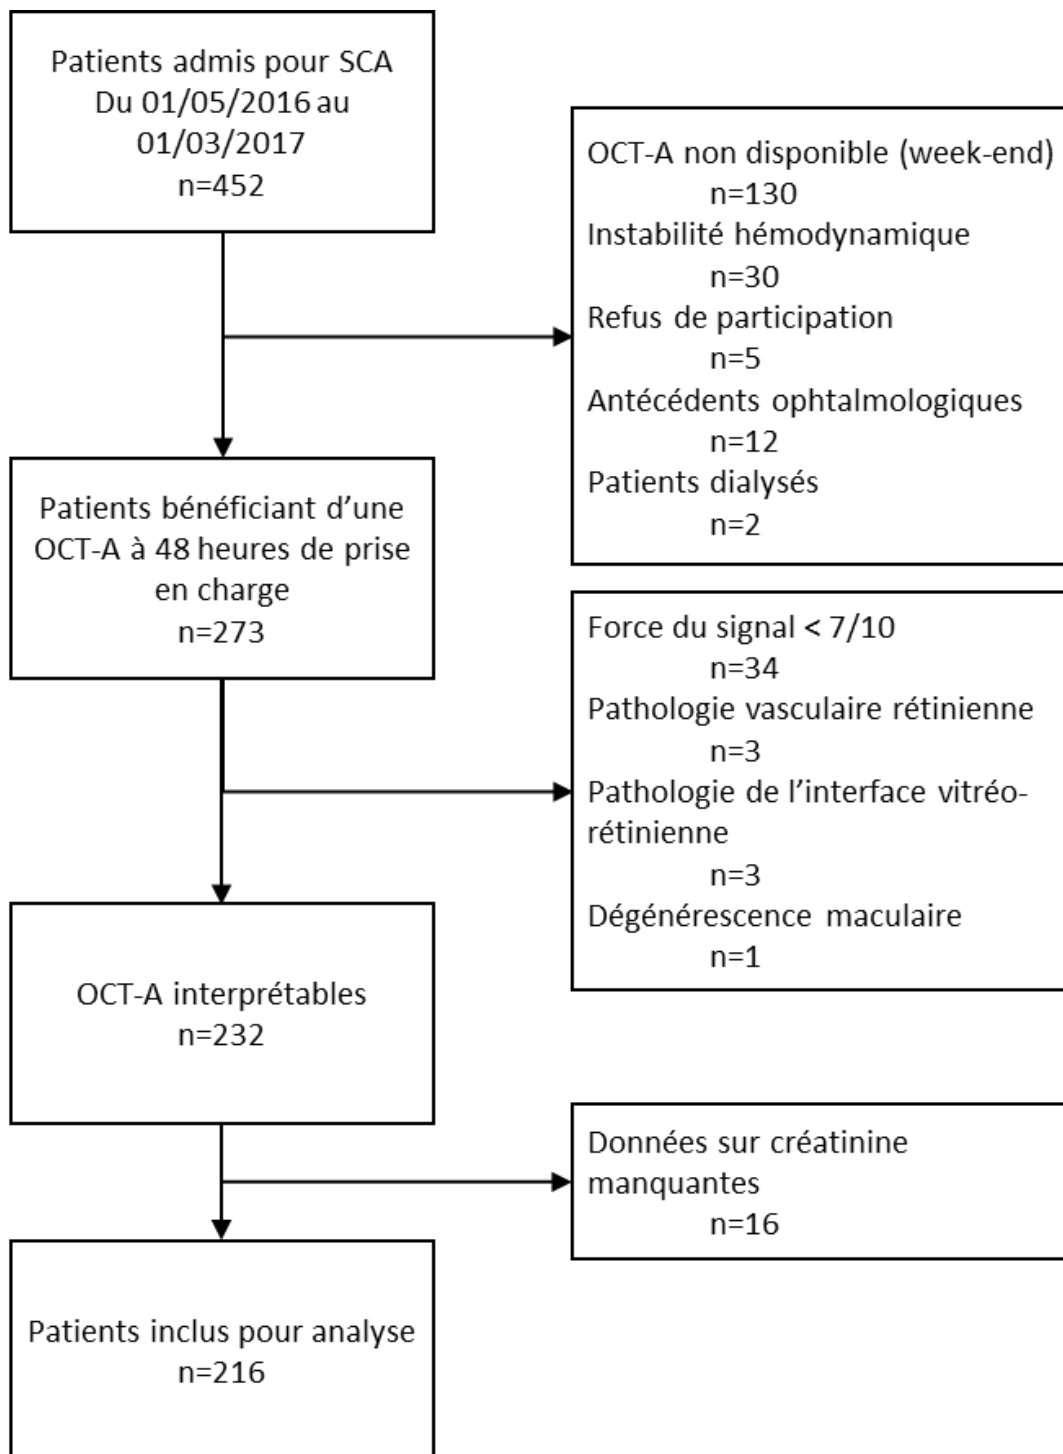 Patients admis pour SCA
Du 01/05/2016 au
01/03/2017
n=452
OCT-A non disponible (week-end)
n=130
Instabilité hémodynamique
n=30
Refus de participation
n=5
Antécédents ophtalmologiques
n=12
Patients dialysés
n=2
Patients bénéficiant d’une
OCT-A à 48 heures de prise
en charge
n=273
Force du signal < 7/10
n=34
Pathologie vasculaire rétinienne
n=3
Pathologie de l’interface vitréo-
rétinienne
n=3
Dégénérescence maculaire
n=1
OCT-A interprétables
n=232
Données sur créatinine
manquantes
n=16
Patients inclus pour analyse
n=216